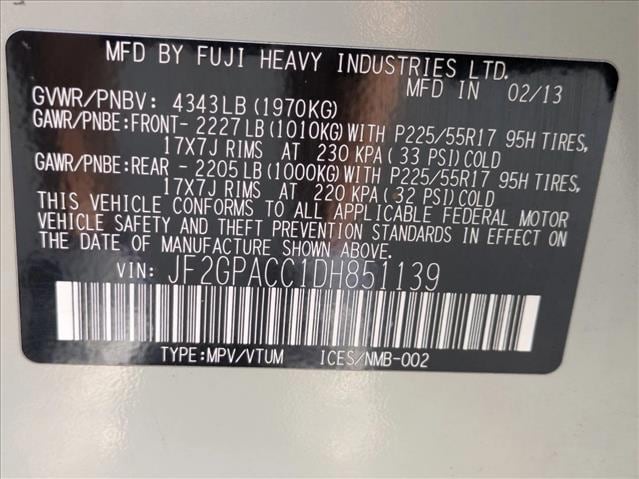 MFD BY FUJI HEAVY INDUSTRIES LTD.
MFD IN 02/13
GVWR/PNBV: 4343LB(1970KG)
GAWR/PNBE:FRONT- 2227LB(1010KG)WITH P225/55R17 95H TIRES,
17X7J RIMS AT 230 KPA(33 PSI)COLD
GAWR/PNBE:REAR - 2205LB(1000KG)WITH P225/55R17 95H TIRES,
17X7J RIMS AT 220 KPA(32 PSI)COLD
THIS VEHICLE CONFORMS TO ALL APPLICABLE FEDERAL MOTOR
VEHICLE SAFETY AND THEFT PREVENTION STANDARDS IN EFFECT ON
THE DATE OF MANUFACTURE SHOWN ABOVE.
VIN: JF2GPACC1DH851139
TYPE:MPV/VTUM ICES/NMB-002